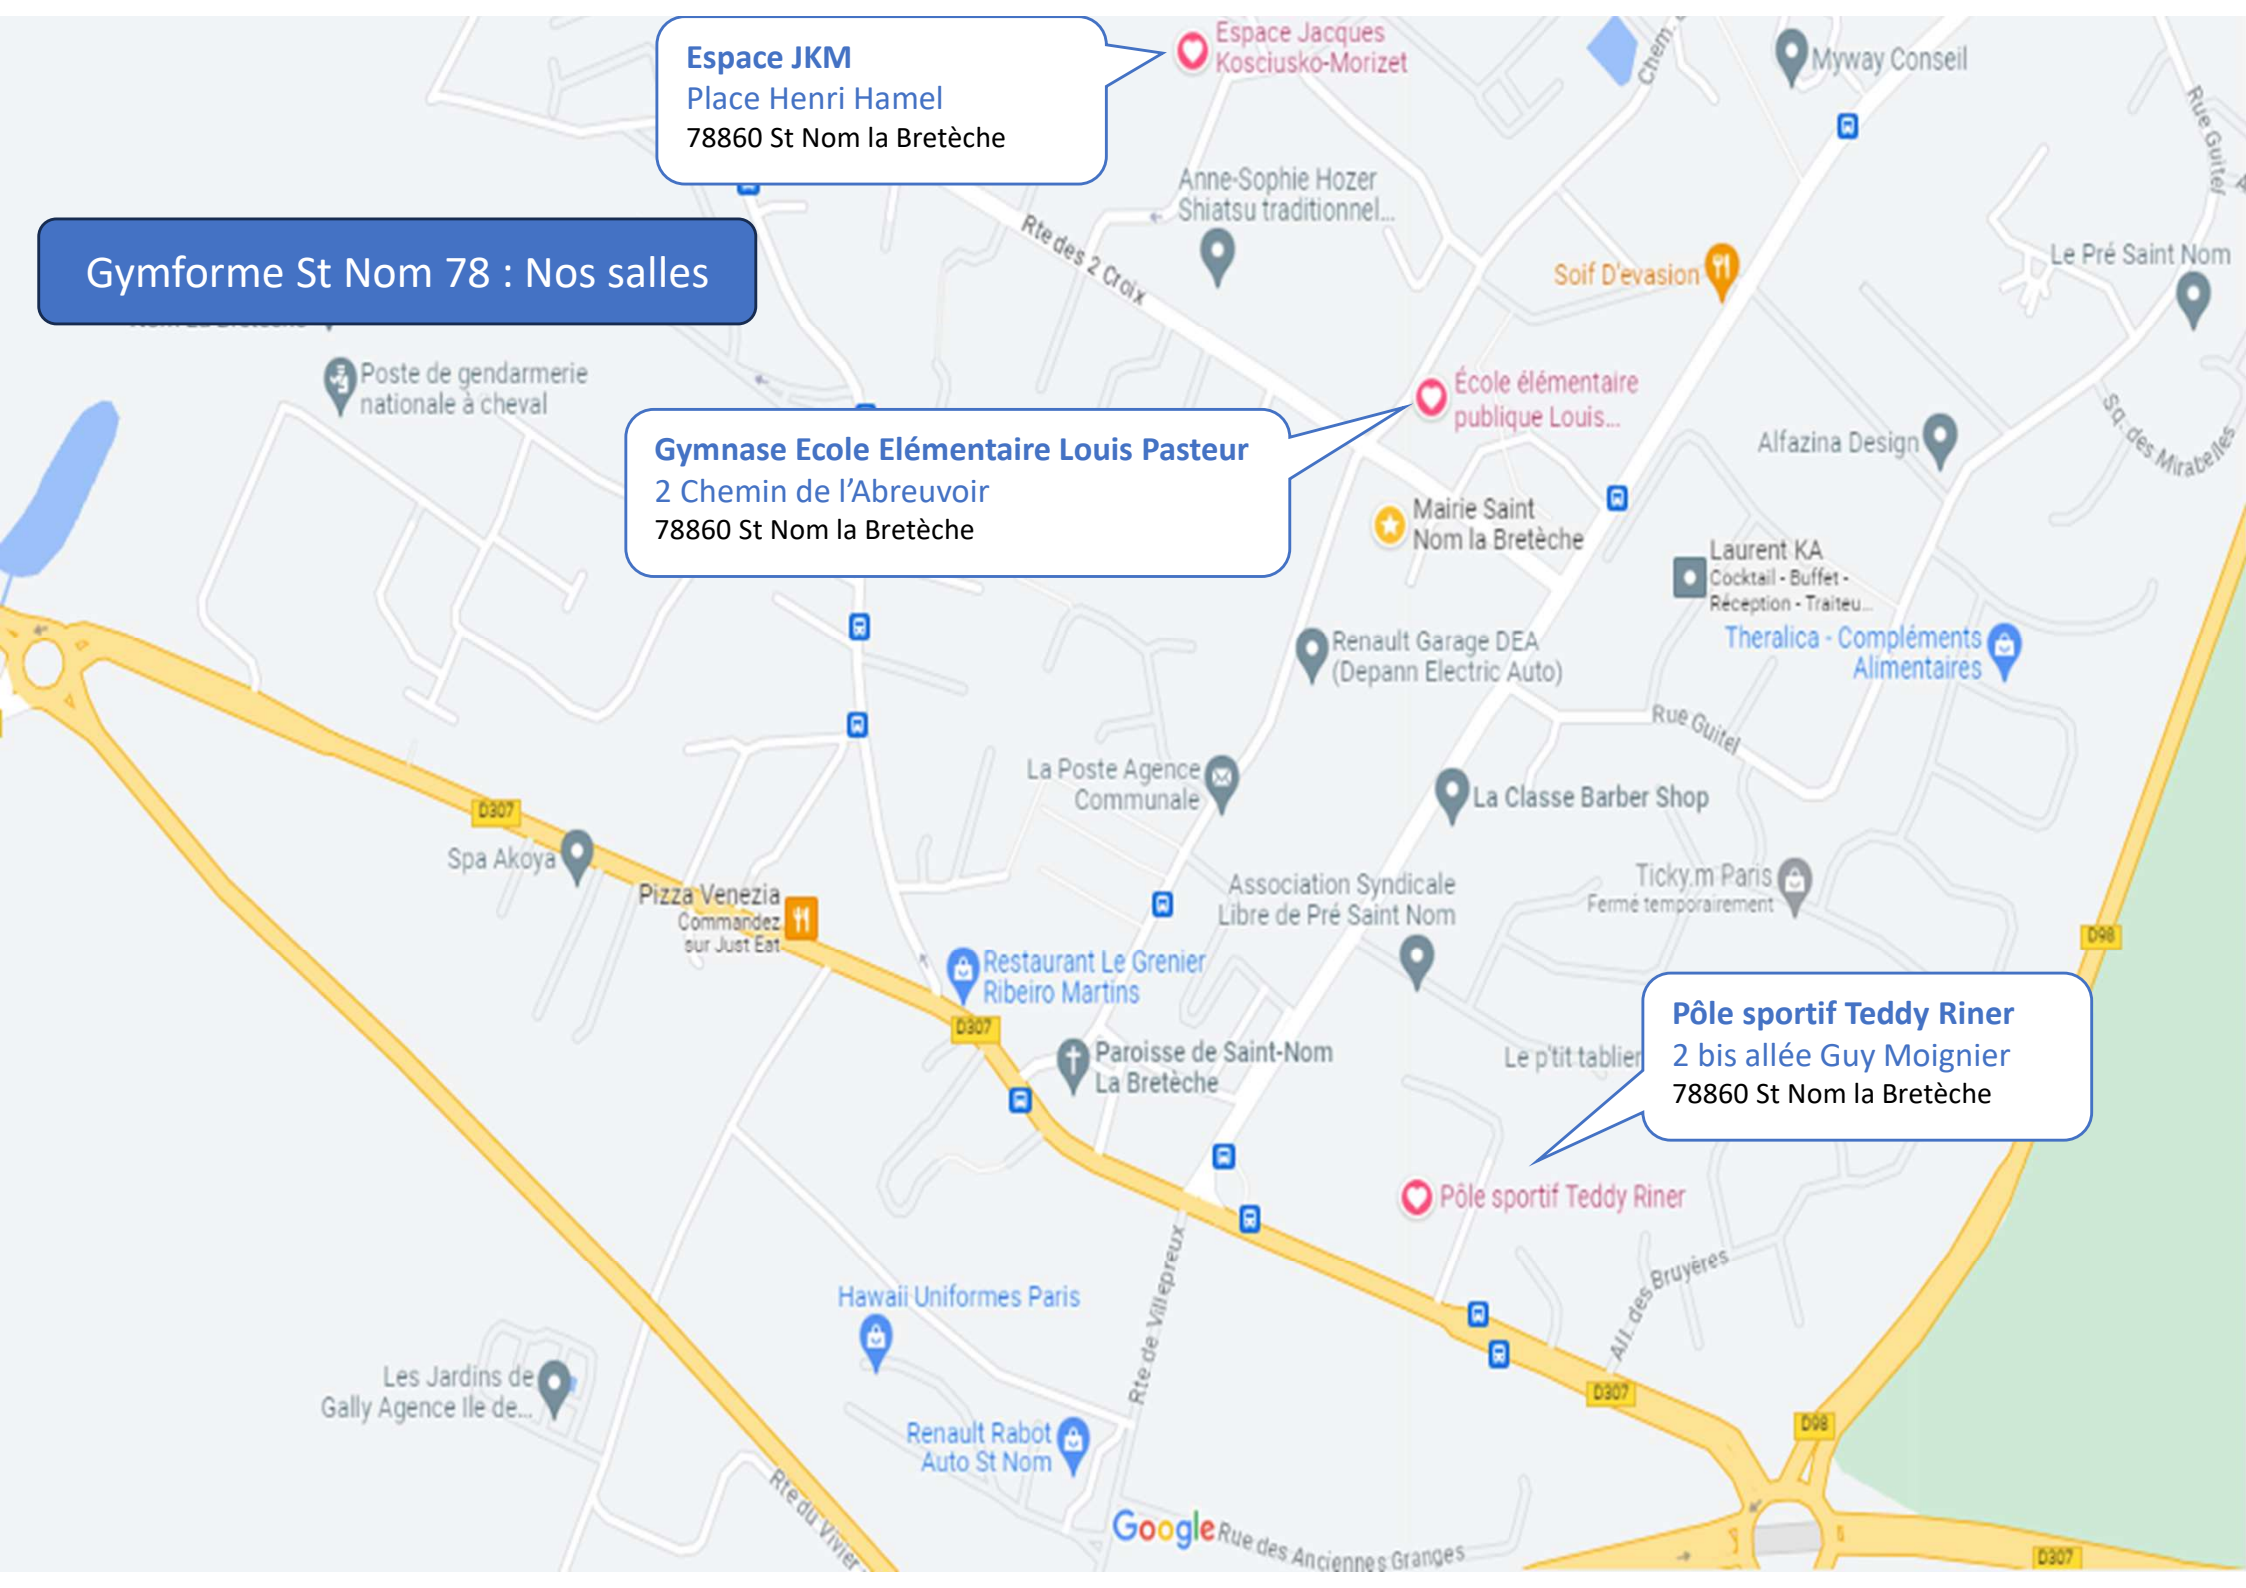 Espace JKM
Place Henri Hamel
78860 St Nom la Bretèche
Espace Jacques
Kosciusko-Morizet
Chem.
Myway Conseil
Rue Guitel
Anne-Sophie Hozer
Shiatsu traditionnel...
Rte des 2 Croix
Gymforme St Nom 78 : Nos salles
Soif D'evasion
Le Pré Saint Nom
Poste de gendarmerie
nationale à cheval
École élémentaire
publique Louis...
Sq. des Mirabelles
Alfazina Design
Gymnase Ecole Elémentaire Louis Pasteur
2 Chemin de l'Abreuvoir
78860 St Nom la Bretèche
Mairie Saint
Nom la Bretèche
Laurent KA
Cocktail - Buffet -
Réception - Traiteu...
Renault Garage DEA
(Depann Electric Auto)
Theralica - Compléments
Alimentaires
Rue Guitel
La Poste Agence
Communale
La Classe Barber Shop
D307
Spa Akoya
Pizza Venezia
Commandez
sur Just Eat
Association Syndicale
Libre de Pré Saint Nom
Ticky.m Paris
Fermé temporairement
D98
Restaurant Le Grenier
Ribeiro Martins
D307
Paroisse de Saint-Nom
La Bretèche
Le p'tit tablier
Pôle sportif Teddy Riner
2 bis allée Guy Moignier
78860 St Nom la Bretèche
Pôle sportif Teddy Riner
Rte de Villepreux
All. des Bruyères
Hawaii Uniformes Paris
Les Jardins de
Gally Agence Ile de...
D307
D98
Renault Rabot
Auto St Nom
Rte du Vivier
Google
Rue des Anciennes Granges
D307